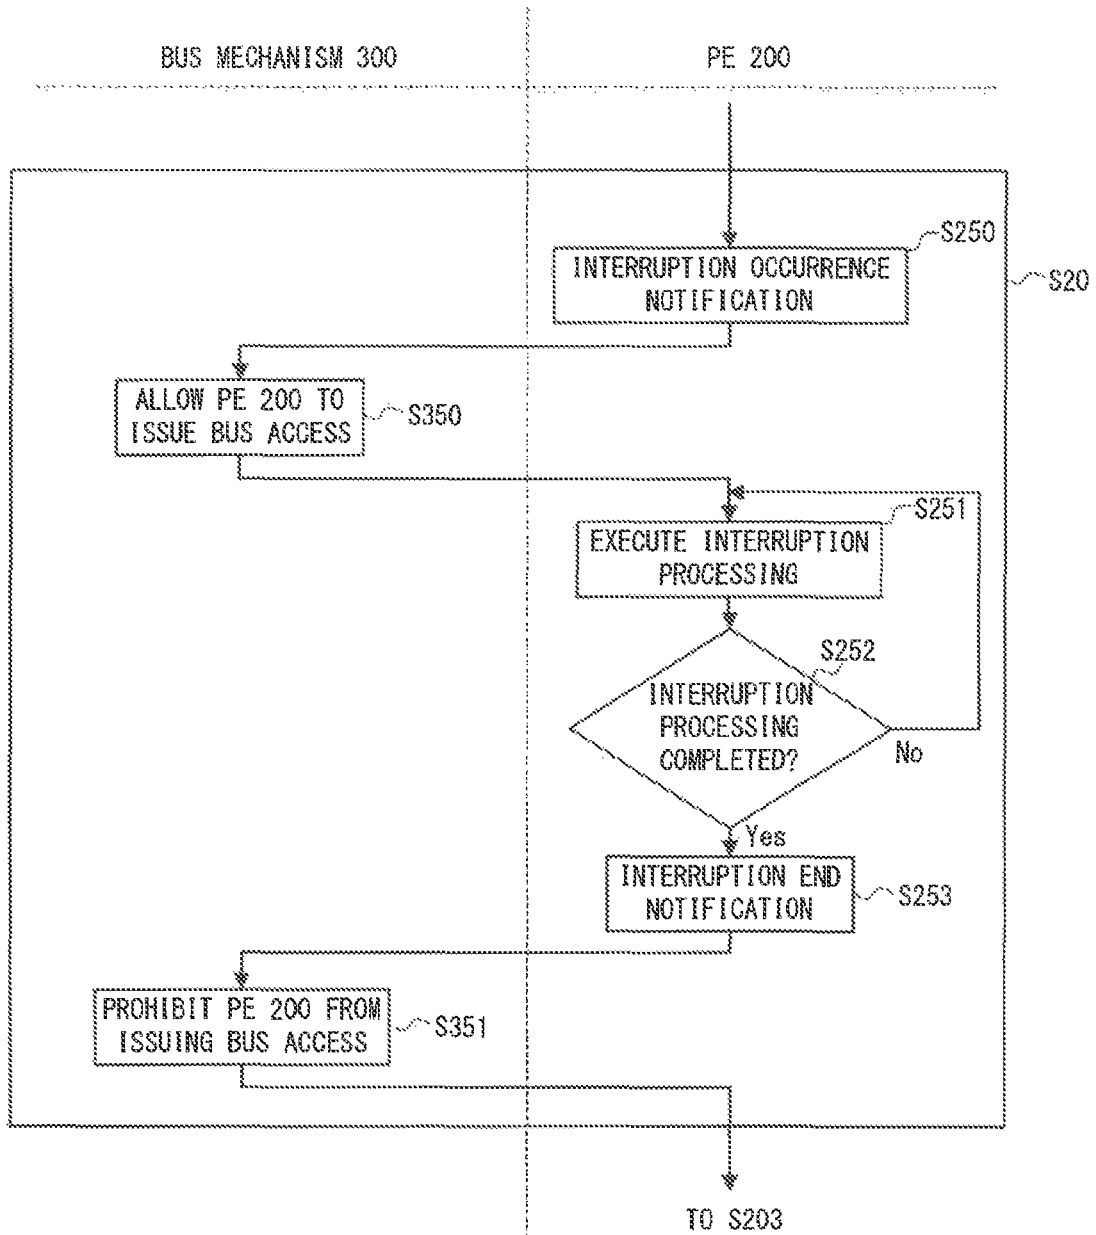 BUS MECHANISM 300
PE 200
S250
INTERRUPTION OCCURRENCE
NOTIFICATION
S20
ALLOW PE 200 TO
ISSUE BUS ACCESS
S350
S251
EXECUTE INTERRUPTION
PROCESSING
S252
INTERRUPTION
PROCESSING
COMPLETED?
No
Yes
INTERRUPTION END
NOTIFICATION
S253
PROHIBIT PE 200 FROM
ISSUING BUS ACCESS
S351
TO S203